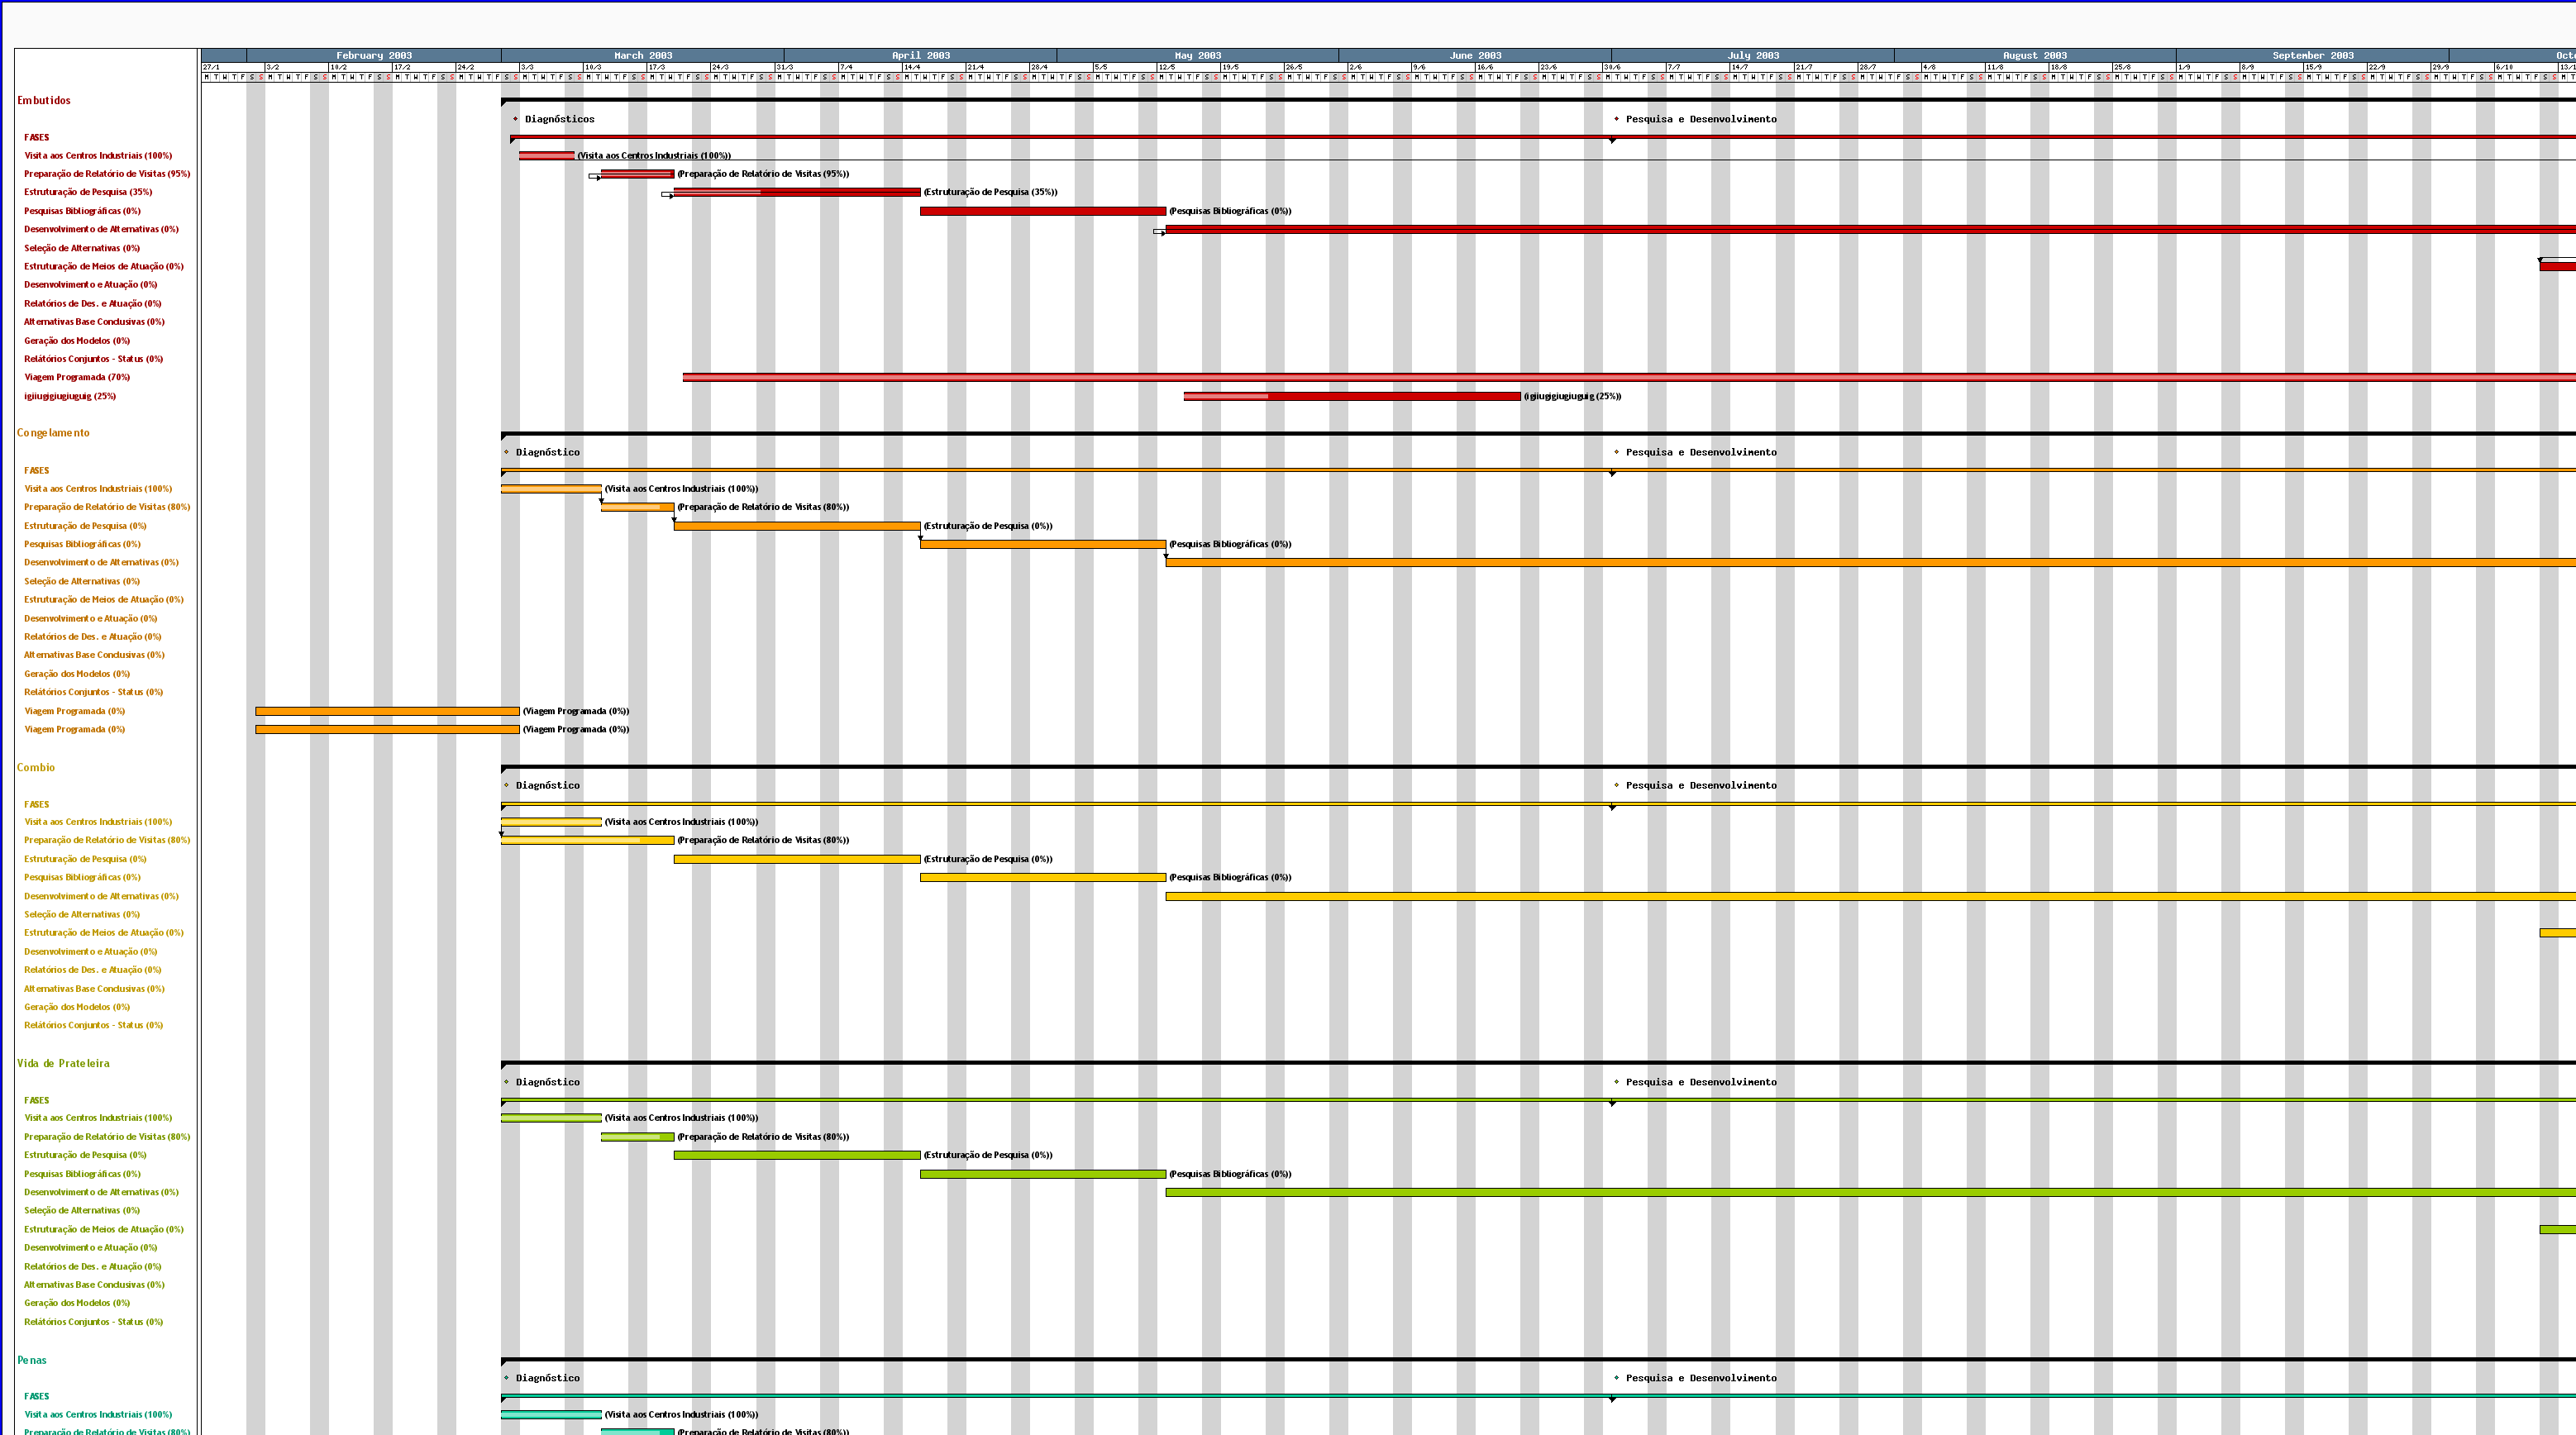 February 2003 March 2003 April 2003 May 2003 June 2003 July 2003 August 2003 September 2003 Octo
27/1 3/2 10/2 17/2 24/2 3/3 10/3 17/3 24/3 31/3 7/4 14/4 21/4 28/4 5/5 12/5 19/5 26/5 2/6 9/6 16/6 23/6 30/6 7/7 14/7 21/7 28/7 4/8 11/8 18/8 25/8 1/9 8/9 15/9 22/9 29/9 6/10 13/1
Embutidos
Diagnósticos Pesquisa e Desenvolvimento
FASES
Visita aos Centros Industriais (100%) (Visita aos Centros Industriais (100%))
Preparação de Relatório de Visitas (95%) (Preparação de Relatório de Visitas (95%))
Estruturação de Pesquisa (35%) (Estruturação de Pesquisa (35%))
Pesquisas Bibliográficas (0%) (Pesquisas Bibliográficas (0%))
Desenvolvimento de Alternativas (0%)
Seleção de Alternativas (0%)
Estruturação de Meios de Atuação (0%)
Desenvolvimento e Atuação (0%)
Relatórios de Des. e Atuação (0%)
Alternativas Base Conclusivas (0%)
Geração dos Modelos (0%)
Relátórios Conjuntos - Status (0%)
Viagem Programada (70%)
igiiugigiugiuguig (25%) (igiiugigiugiuguig (25%))
Congelamento
Diagnóstico Pesquisa e Desenvolvimento
FASES
Visita aos Centros Industriais (100%) (Visita aos Centros Industriais (100%))
Preparação de Relatório de Visitas (80%) (Preparação de Relatório de Visitas (80%))
Estruturação de Pesquisa (0%) (Estruturação de Pesquisa (0%))
Pesquisas Bibliográficas (0%) (Pesquisas Bibliográficas (0%))
Desenvolvimento de Alternativas (0%)
Seleção de Alternativas (0%)
Estruturação de Meios de Atuação (0%)
Desenvolvimento e Atuação (0%)
Relatórios de Des. e Atuação (0%)
Alternativas Base Conclusivas (0%)
Geração dos Modelos (0%)
Relátórios Conjuntos - Status (0%)
Viagem Programada (0%) (Viagem Programada (0%))
Viagem Programada (0%) (Viagem Programada (0%))
Combio
Diagnóstico Pesquisa e Desenvolvimento
FASES
Visita aos Centros Industriais (100%) (Visita aos Centros Industriais (100%))
Preparação de Relatório de Visitas (80%) (Preparação de Relatório de Visitas (80%))
Estruturação de Pesquisa (0%) (Estruturação de Pesquisa (0%))
Pesquisas Bibliográficas (0%) (Pesquisas Bibliográficas (0%))
Desenvolvimento de Alternativas (0%)
Seleção de Alternativas (0%)
Estruturação de Meios de Atuação (0%)
Desenvolvimento e Atuação (0%)
Relatórios de Des. e Atuação (0%)
Alternativas Base Conclusivas (0%)
Geração dos Modelos (0%)
Relátórios Conjuntos - Status (0%)
Vida de Prateleira
Diagnóstico Pesquisa e Desenvolvimento
FASES
Visita aos Centros Industriais (100%) (Visita aos Centros Industriais (100%))
Preparação de Relatório de Visitas (80%) (Preparação de Relatório de Visitas (80%))
Estruturação de Pesquisa (0%) (Estruturação de Pesquisa (0%))
Pesquisas Bibliográficas (0%) (Pesquisas Bibliográficas (0%))
Desenvolvimento de Alternativas (0%)
Seleção de Alternativas (0%)
Estruturação de Meios de Atuação (0%)
Desenvolvimento e Atuação (0%)
Relatórios de Des. e Atuação (0%)
Alternativas Base Conclusivas (0%)
Geração dos Modelos (0%)
Relátórios Conjuntos - Status (0%)
Penas
Diagnóstico Pesquisa e Desenvolvimento
FASES
Visita aos Centros Industriais (100%) (Visita aos Centros Industriais (100%))
Preparação de Relatório de Visitas (80%) (Preparação de Relatório de Visitas (80%))